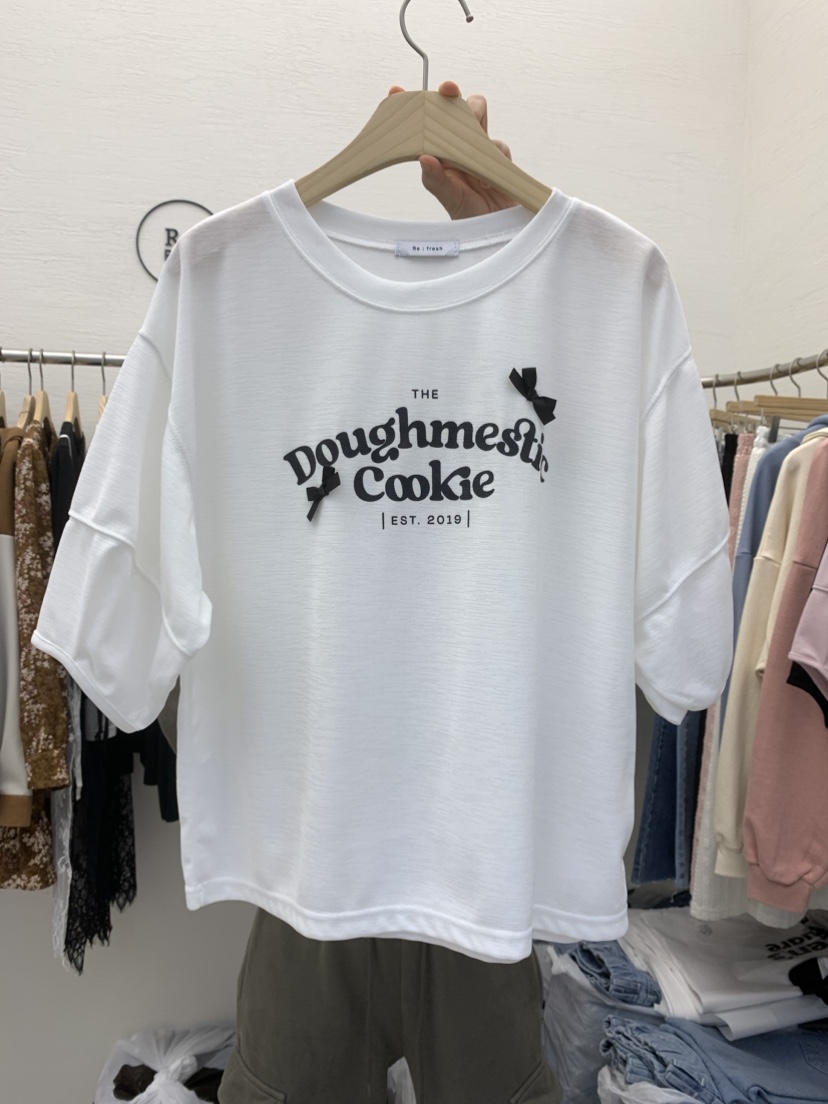 Re : fresh
THE
Doughmestic
Cookie
| EST. 2019 |